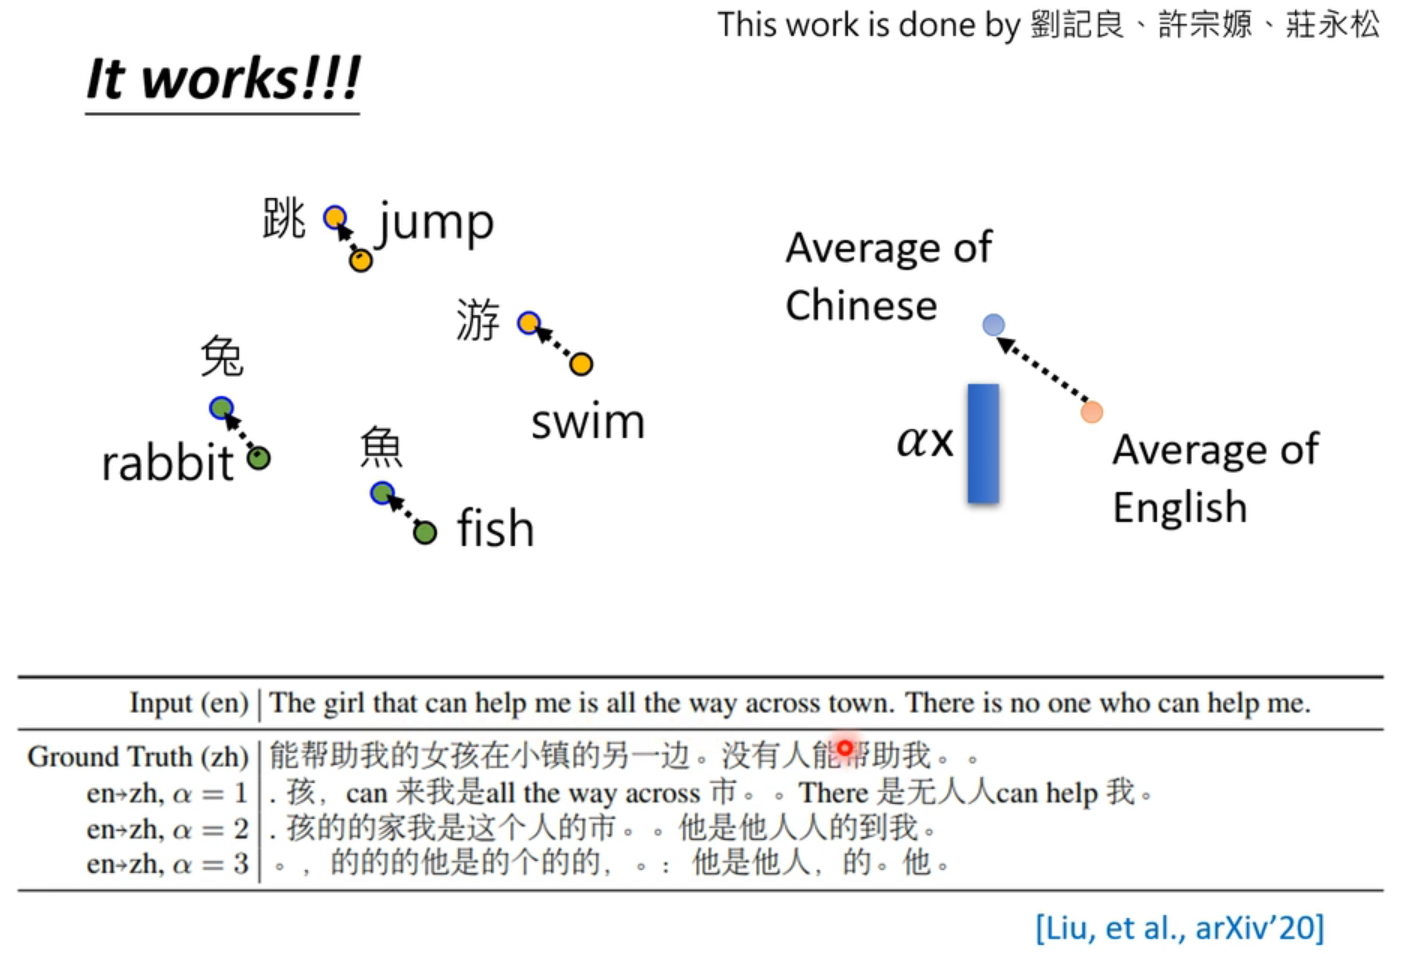 This work is done by 劉記良、許宗嫄、莊永松
It works!!!
跳
jump
游
swim
兔
rabbit
魚
fish
Average of
Chinese
αx
Average of
English
Input (en) | The girl that can help me is all the way across town. There is no one who can help me.
Ground Truth (zh) | 能帮助我的女孩在小镇的另一边。没有人能帮助我。。
en→zh, α = 1 | . 孩，can 来我是all the way across 市。。There 是无人人can help 我。
en→zh, α = 2 | . 孩的的家我是这个人的市。。他是他人人的到我。
en→zh, α = 3 | 。，的的的他是的个的的，。：他是他人，的。他。
[Liu, et al., arXiv’20]